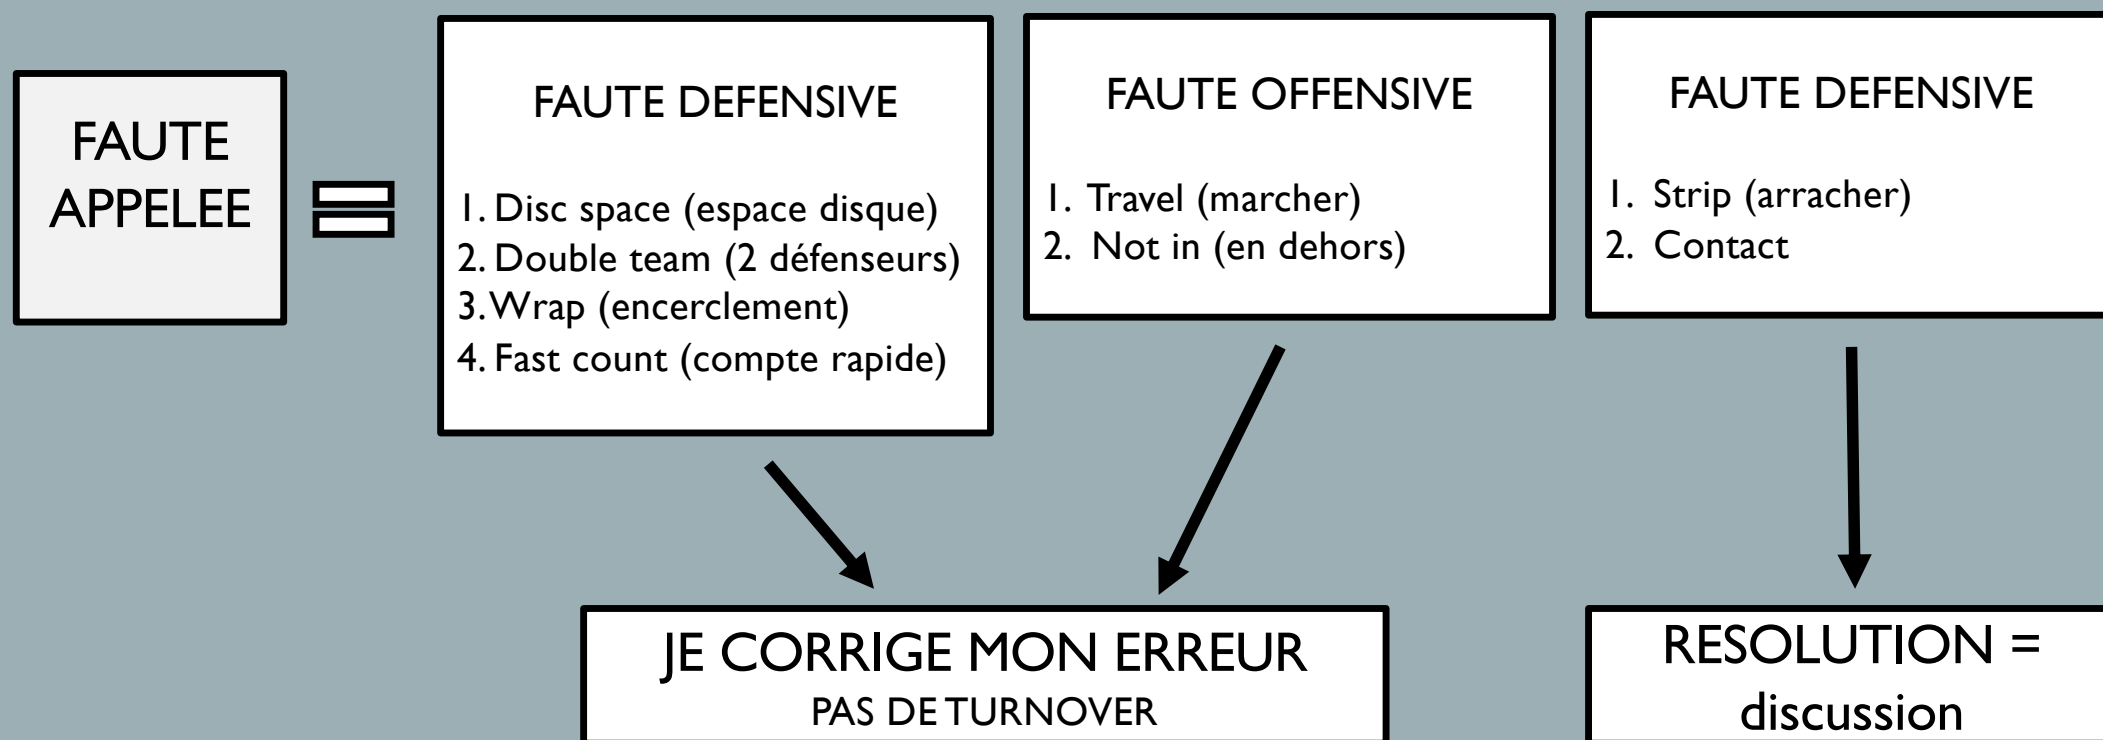 FAUTE
APPELEE
FAUTE DEFENSIVE
1. Disc space (espace disque)
2. Double team (2 défenseurs)
3. Wrap (encerclement)
4. Fast count (compte rapide)
FAUTE OFFENSIVE
1. Travel (marcher)
2. Not in (en dehors)
FAUTE DEFENSIVE
1. Strip (arracher)
2. Contact
JE CORRIGE MON ERREUR
PAS DE TURNOVER
RESOLUTION =
discussion